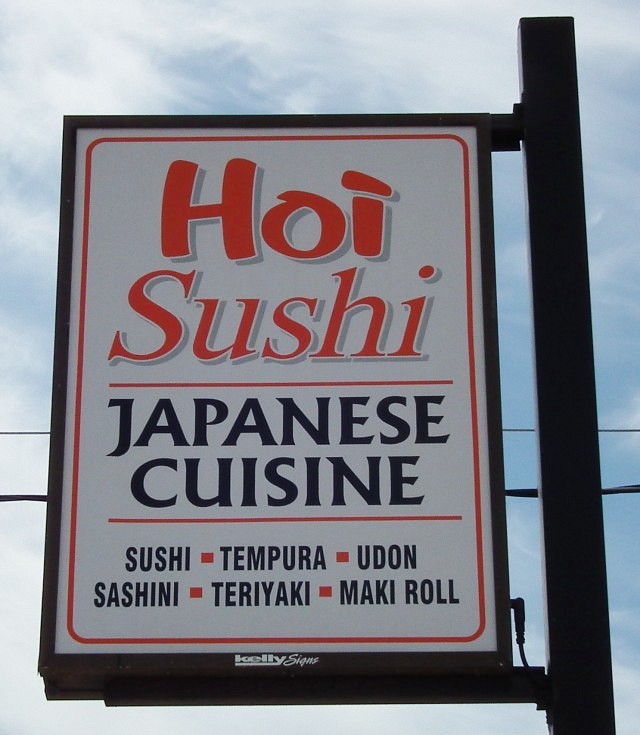 Hoi
Sushi
JAPANESE
CUISINE
SUSHI ▪ TEMPURA ▪ UDON
SASHINI ▪ TERIYAKI ▪ MAKI ROLL
kelly Signs